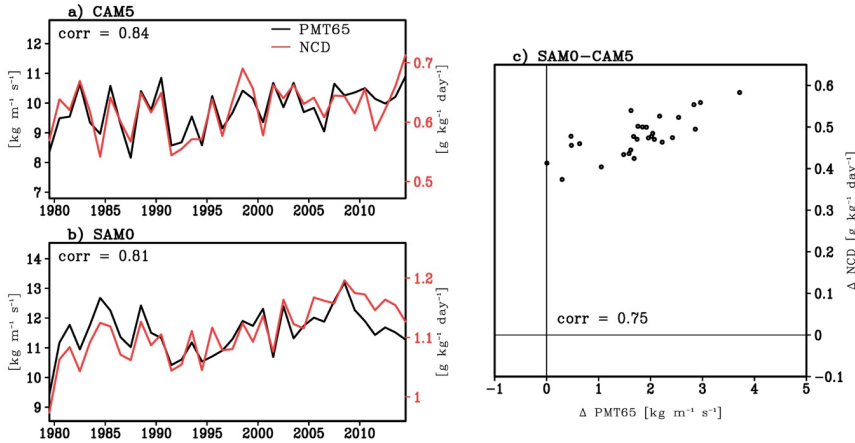 a) CAM5
corr = 0.84
PMT65
NCD
12
11
10
9
8
7
[kg m⁻¹ s⁻¹]
0.7
0.6
0.5
[g kg⁻¹ day⁻¹]
1980 1985 1990 1995 2000 2005 2010
b) SAM0
corr = 0.81
14
13
12
11
10
9
[kg m⁻¹ s⁻¹]
1.2
1.1
1
[g kg⁻¹ day⁻¹]
1980 1985 1990 1995 2000 2005 2010
c) SAM0-CAM5
corr = 0.75
0.6
0.5
0.4
0.3
0.2
0.1
0
-0.1
Δ NCD [g kg⁻¹ day⁻¹]
-1 0 1 2 3 4 5
Δ PMT65 [kg m⁻¹ s⁻¹]